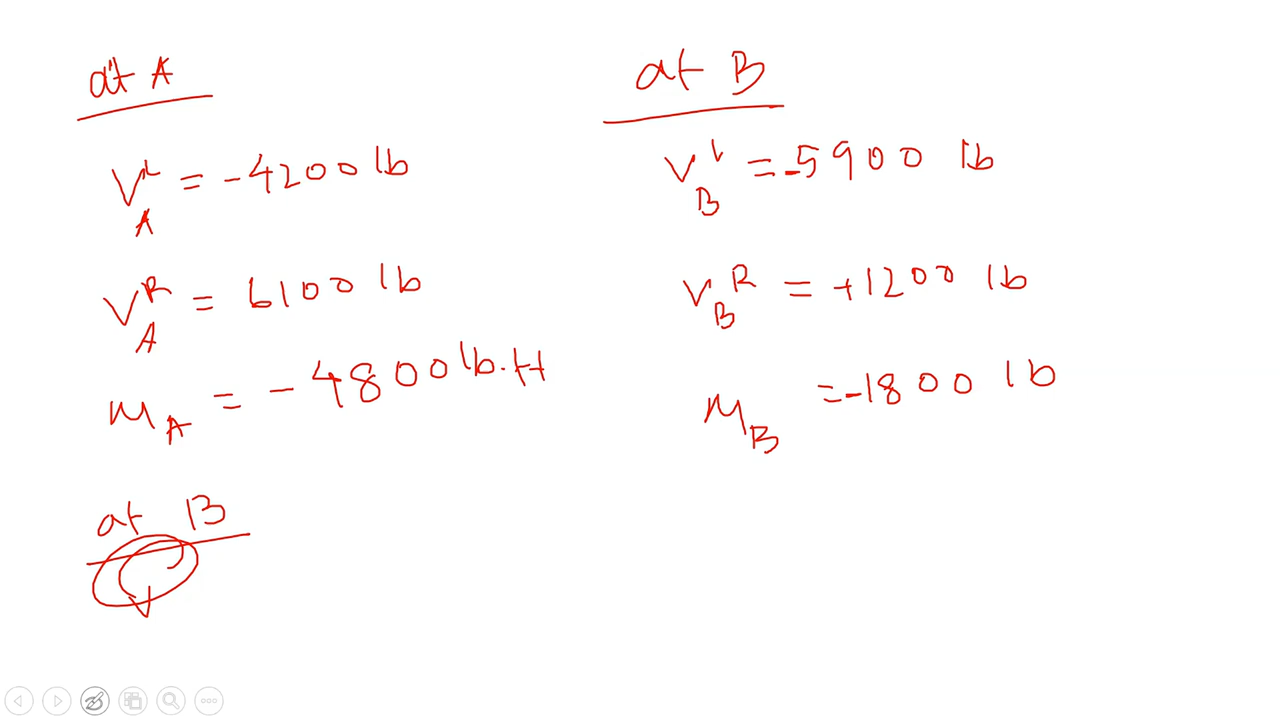 at A
V_A^L = -4200 lb
V_A^R = 6100 lb
M_A = -4800 lb.ft
at B
V
at B
V_B^L = -5900 lb
V_B^R = +1200 lb
M_B = -1800 lb